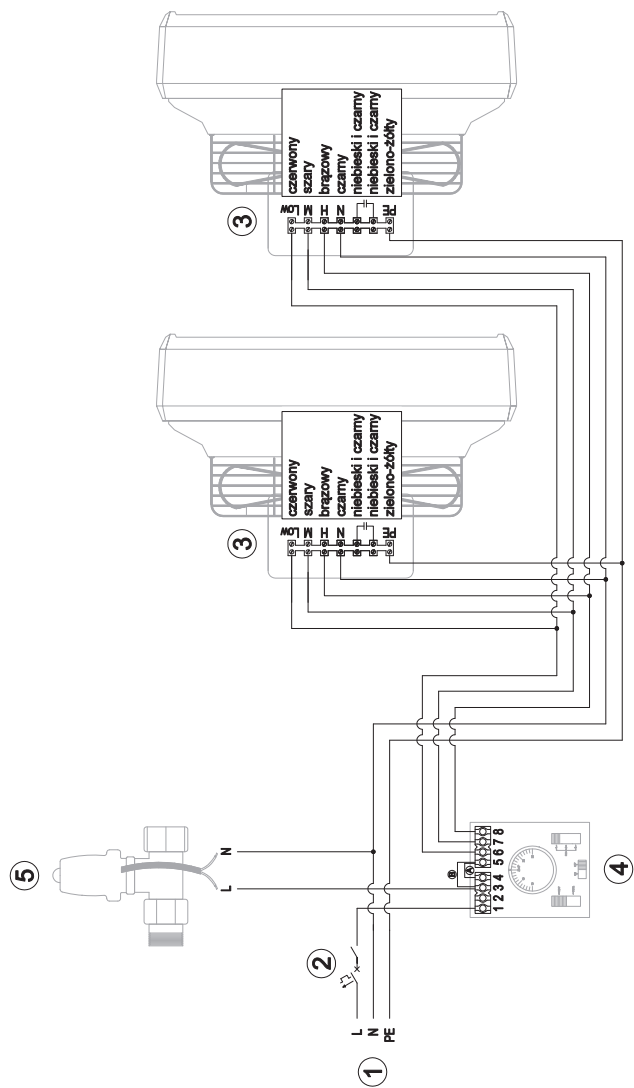 5
N
L
2
L
N
PE
1
B
A
1 2 3 4 5 6 7 8
4
3
Low
M
H
N
PE
czerwony
szary
brązowy
czarny
niebieski i czarny
niebieski i czarny
zielono-żółty
3
Low
M
H
N
PE
czerwony
szary
brązowy
czarny
niebieski i czarny
niebieski i czarny
zielono-żółty